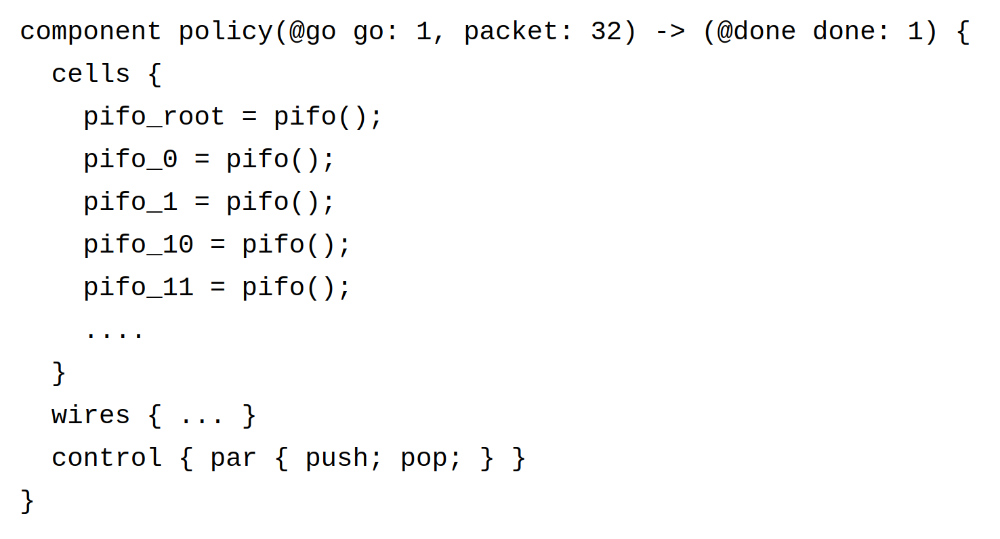 component policy(@go go: 1, packet: 32) -> (@done done: 1) {
  cells {
    pifo_root = pifo();
    pifo_0 = pifo();
    pifo_1 = pifo();
    pifo_10 = pifo();
    pifo_11 = pifo();
    ....
  }
  wires { ... }
  control { par { push; pop; } }
}